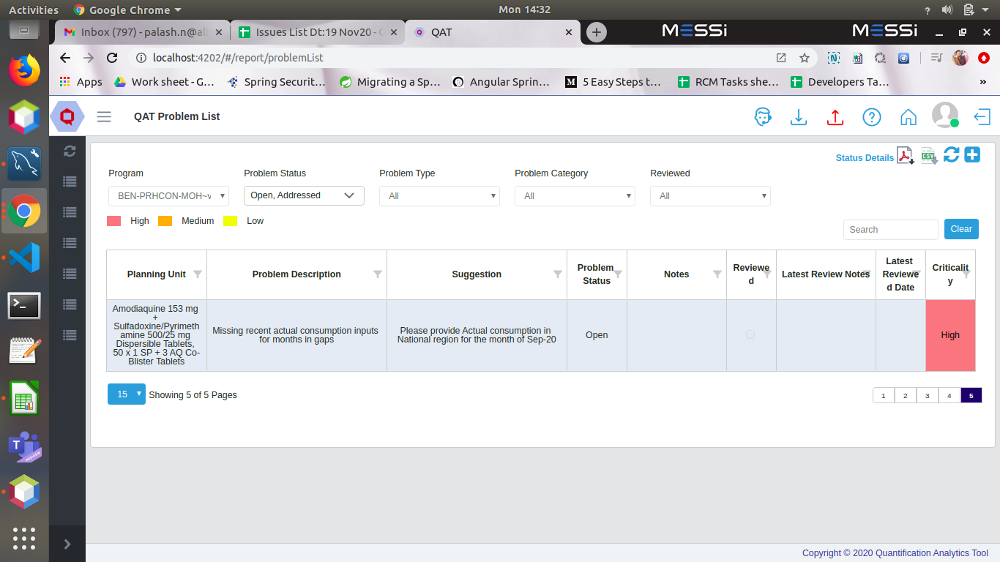 Activities
Google Chrome
Mon 14:32
?
Inbox (797) - palash.n@alt
Issues List Dt:19 Nov20 - G
QAT
MESSi
MESSi
localhost:4202/#/report/problemList
Apps
Work sheet - G…
Spring Securit…
Migrating a Sp…
Angular Sprin…
5 Easy Steps t…
RCM Tasks she…
Developers Ta…
»
QAT Problem List
Status Details
CSV
Program
Problem Status
Problem Type
Problem Category
Reviewed
BEN-PRHCON-MOH~v
Open, Addressed
All
All
All
High
Medium
Low
Search
Clear
Planning Unit
Problem Description
Suggestion
Problem
Status
Notes
Reviewe
d
Latest Review Notes
Latest
Reviewe
d Date
Criticalit
y
Amodiaquine 153 mg
+
Sulfadoxine/Pyrimeth
amine 500/25 mg
Dispersible Tablets,
50 x 1 SP + 3 AQ Co-
Blister Tablets
Missing recent actual consumption inputs
for months in gaps
Please provide Actual consumption in
National region for the month of Sep-20
Open
High
15
Showing 5 of 5 Pages
1
2
3
4
5
T
PREVIEW
Copyright © 2020 Quantification Analytics Tool